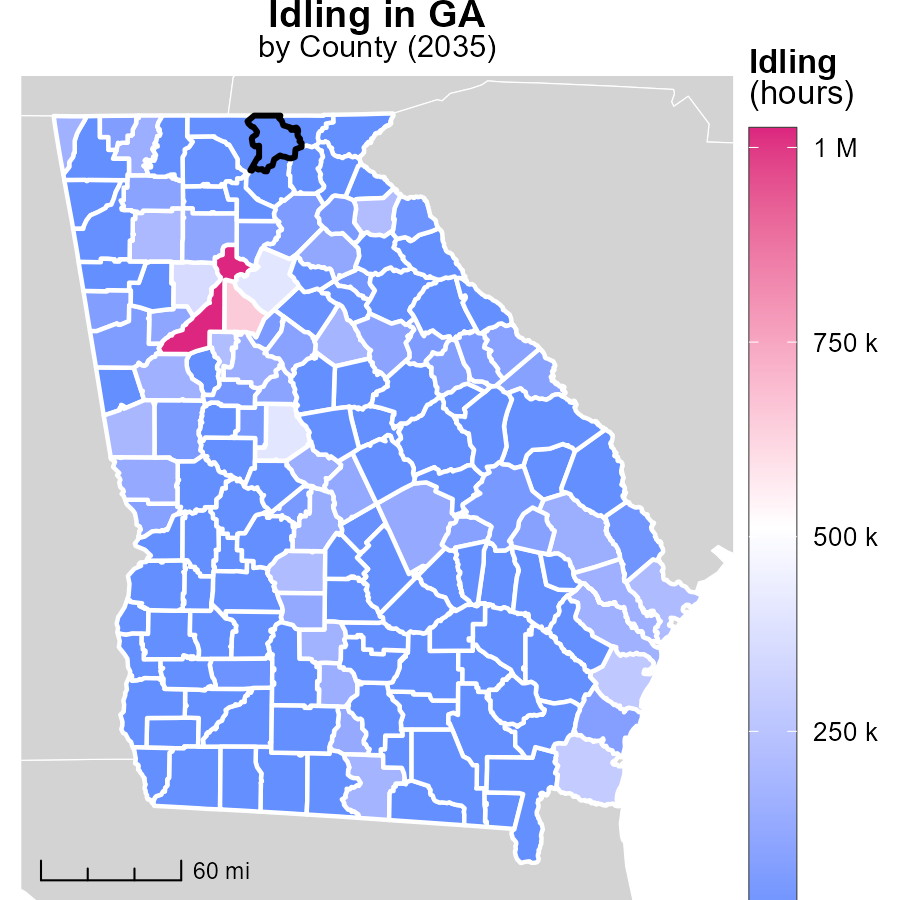 Idling in GA
by County (2035)
Idling
(hours)
1 M
750 k
500 k
250 k
60 mi